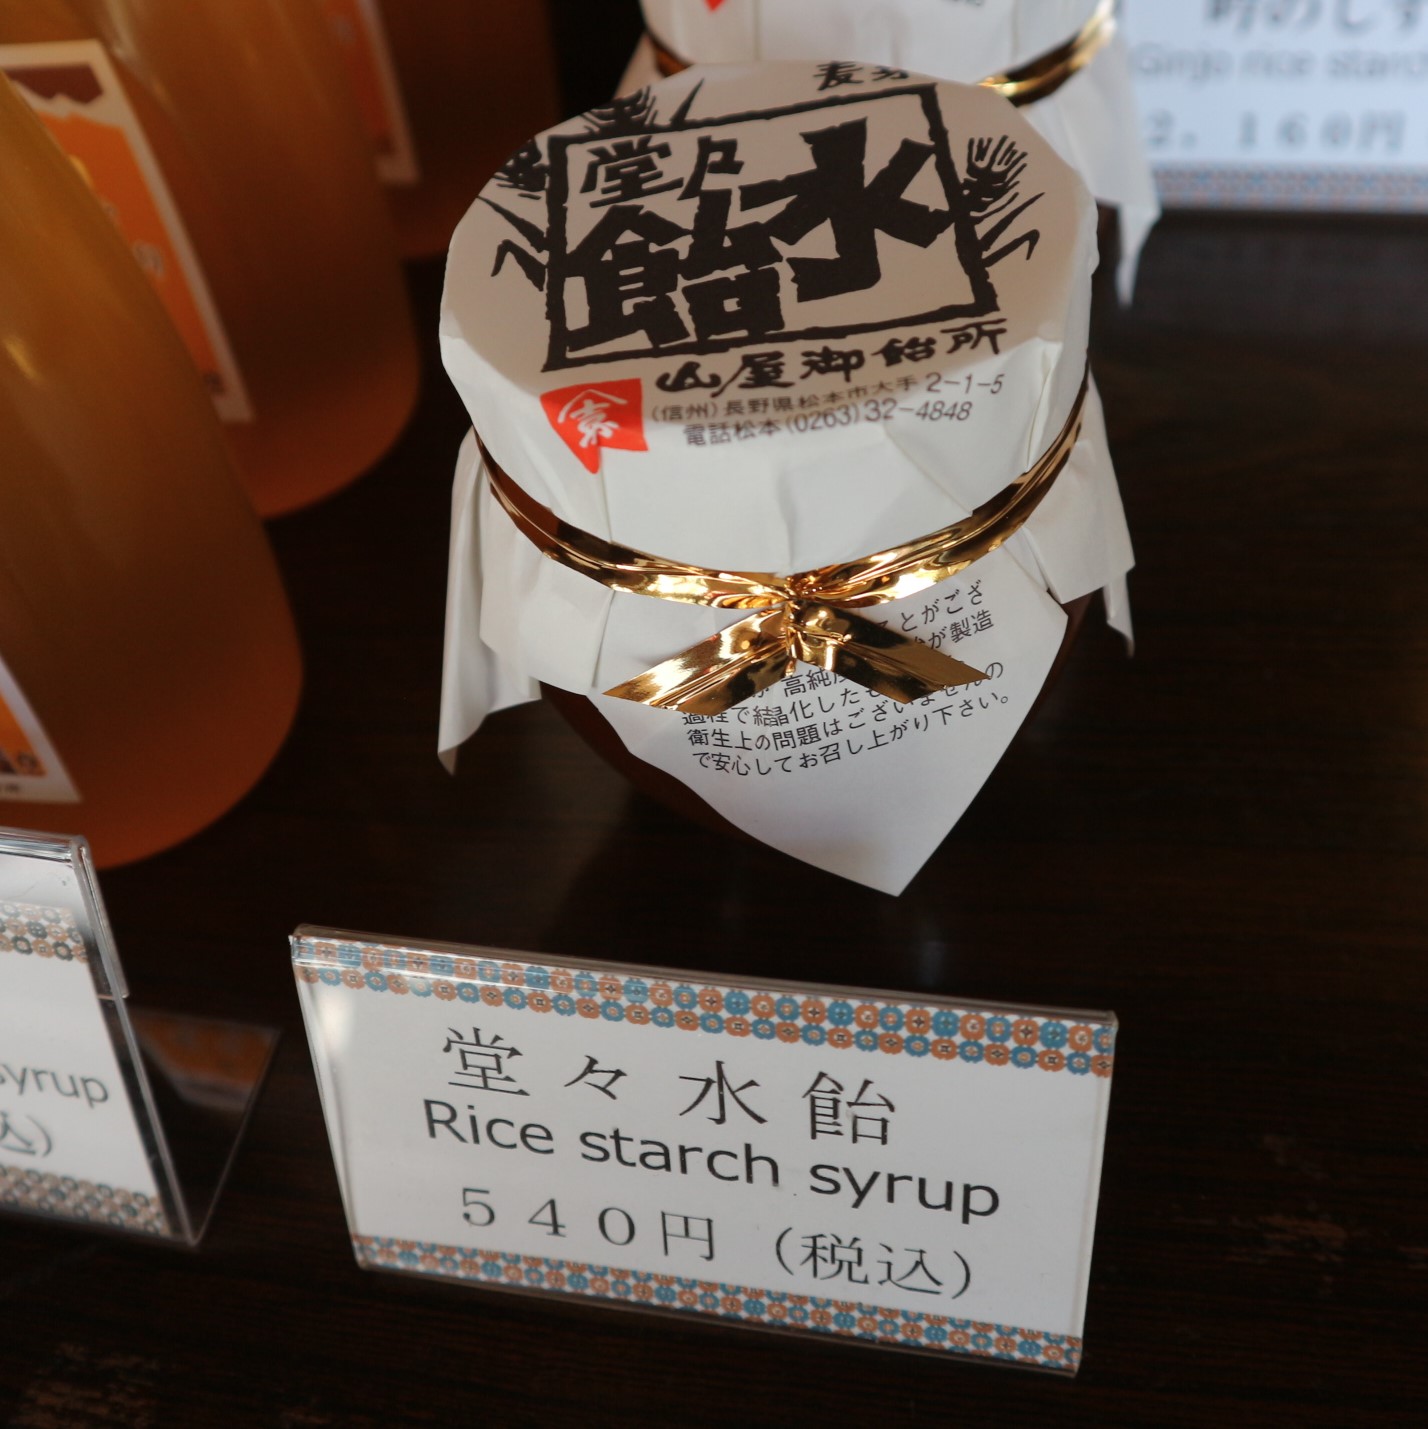 堂々
水飴
山屋御飴所
素
(信州)長野県松本市大手2-1-5
電話松本(0263)32-4848
とがござ
が製造
高純
過程で結晶化した
衛生上の問題はございませんの
で安心してお召し上がり下さい。
堂々水飴
Rice starch syrup
540円 (税込)
syrup
込)
Ginjo rice starch
2,160円